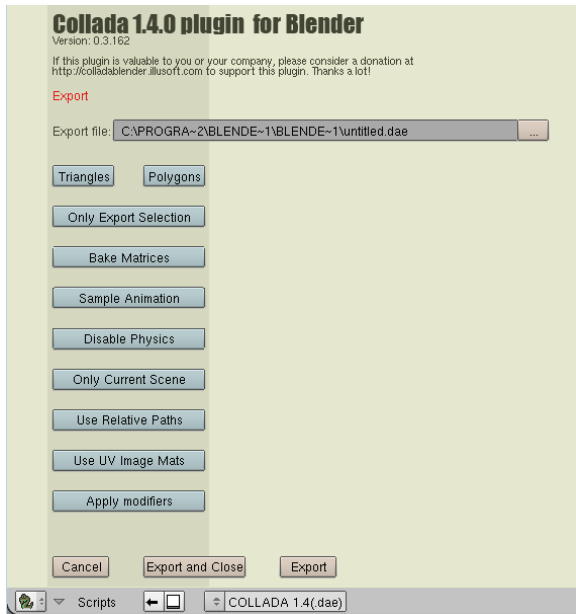 Collada 1.4.0 plugin for Blender
Version: 0.3.162
If this plugin is valuable to you or your company, please consider a donation at
http://colladablender.illusoft.com to support this plugin. Thanks a lot!
Export
Export file: C:\PROGRA~2\BLENDE~1\BLENDE~1\untitled.dae ...
Triangles Polygons
Only Export Selection
Bake Matrices
Sample Animation
Disable Physics
Only Current Scene
Use Relative Paths
Use UV Image Mats
Apply modifiers
Cancel Export and Close Export
Scripts COLLADA 1.4(.dae)